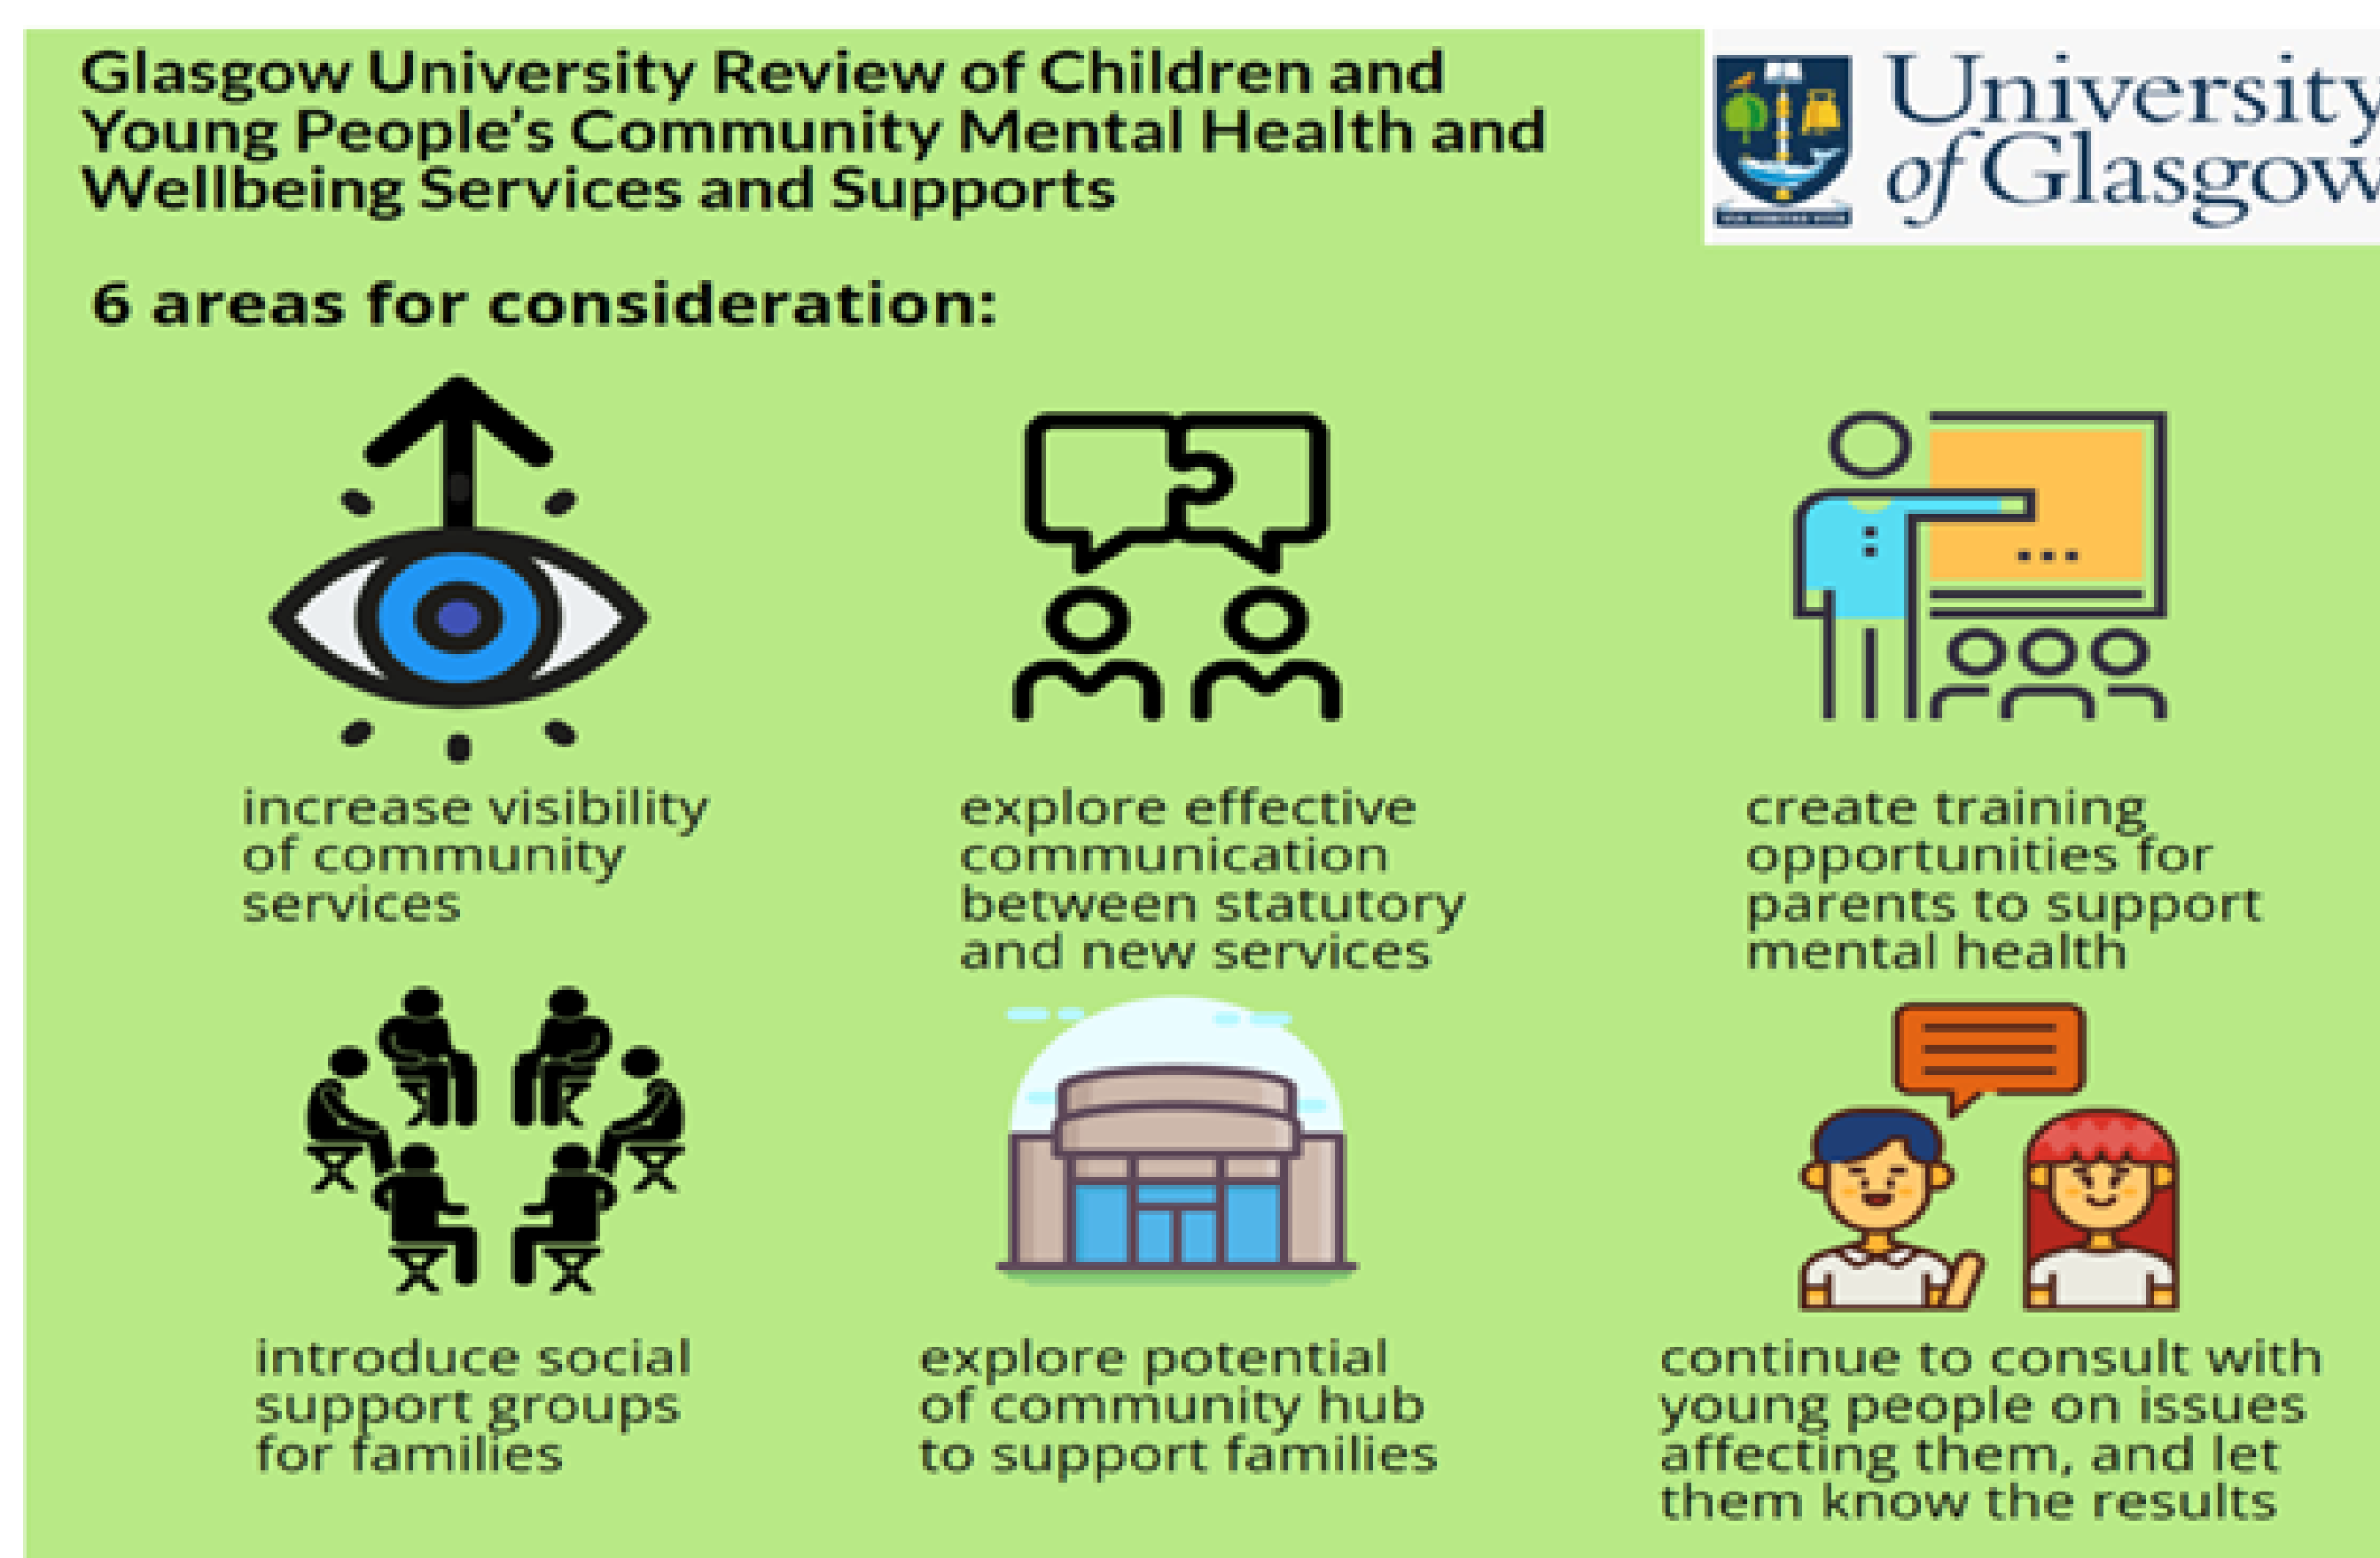 Glasgow University Review of Children and
Young People's Community Mental Health and
Wellbeing Services and Supports
University
of Glasgow
6 areas for consideration:
increase visibility
of community
services
explore effective
communication
between statutory
and new services
create training
opportunities for
parents to support
mental health
introduce social
support groups
for families
explore potential
of community hub
to support families
continue to consult with
young people on issues
affecting them, and let
them know the results